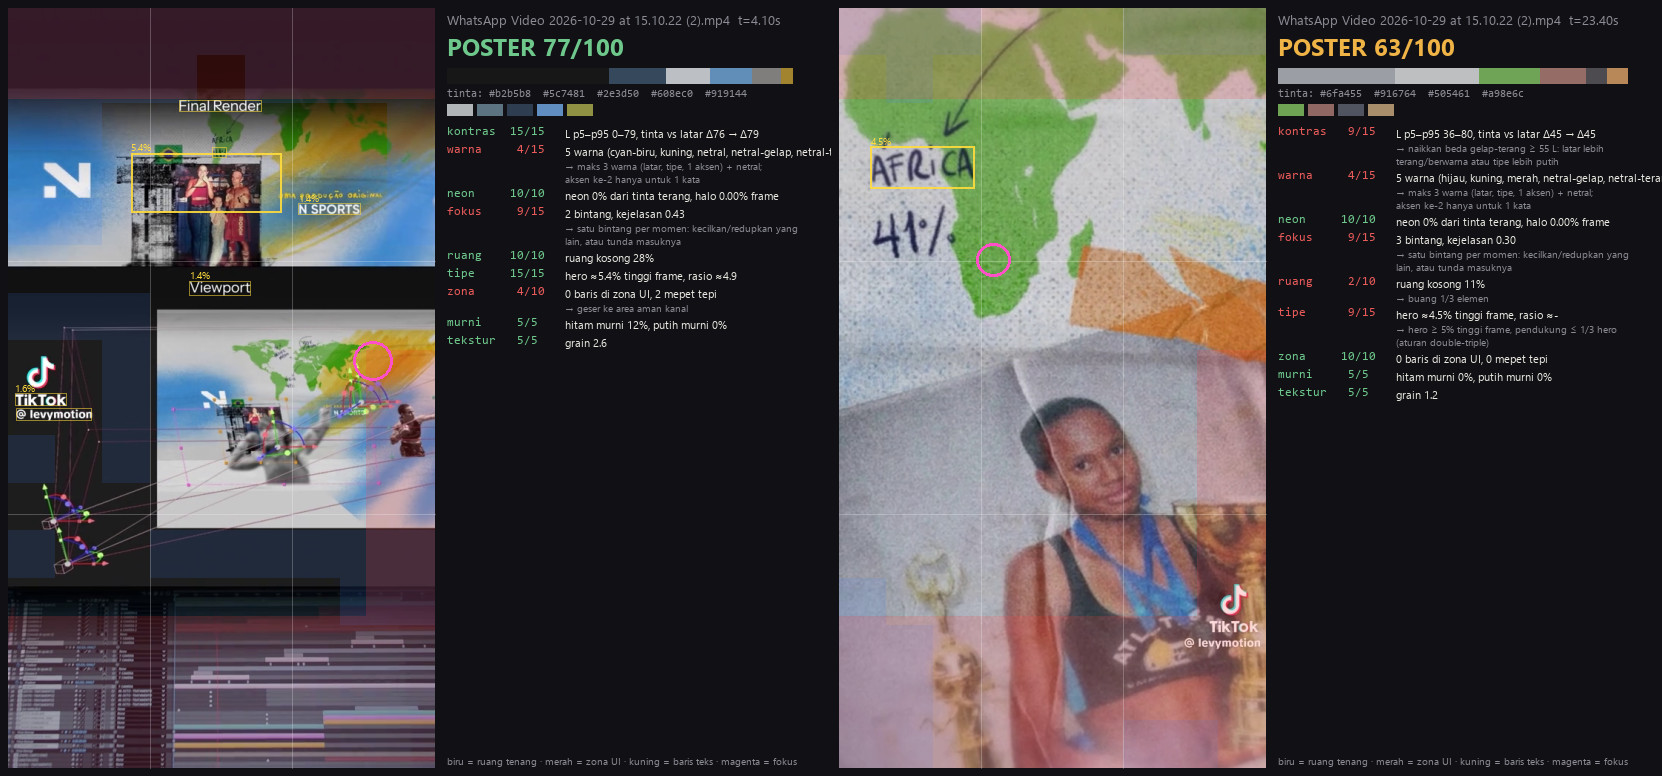 WhatsApp Video 2026-10-29 at 15.10.22 (2).mp4 t=4.10s
POSTER 77/100
tinta: #b2b5b8 #5c7481 #2e3d50 #608ec0 #919144
kontras 15/15 L p5–p95 0–79, tinta vs latar Δ76 → Δ79
warna 4/15 5 warna (cyan-biru, kuning, netral, netral-gelap, netral-t
→ maks 3 warna (latar, tipe, 1 aksen) + netral;
aksen ke-2 hanya untuk 1 kata
neon 10/10 neon 0% dari tinta terang, halo 0.00% frame
fokus 9/15 2 bintang, kejelasan 0.43
→ satu bintang per momen: kecilkan/redupkan yang
lain, atau tunda masuknya
ruang 10/10 ruang kosong 28%
tipe 15/15 hero ≈5.4% tinggi frame, rasio ≈4.9
zona 4/10 0 baris di zona UI, 2 mepet tepi
→ geser ke area aman kanal
murni 5/5 hitam murni 12%, putih murni 0%
tekstur 5/5 grain 2.6
biru = ruang tenang · merah = zona UI · kuning = baris teks · magenta = fokus
Final Render
5.4%
N
1.4%
N SPORTS
1.4%
Viewport
1.6%
TikTok
@ levymotion
WhatsApp Video 2026-10-29 at 15.10.22 (2).mp4 t=23.40s
POSTER 63/100
tinta: #6fa455 #916764 #505461 #a98e6c
kontras 9/15 L p5–p95 36–80, tinta vs latar Δ45 → Δ45
→ naikkan beda gelap-terang ≥ 55 L: latar lebih
terang/berwarna atau tipe lebih putih
warna 4/15 5 warna (hijau, kuning, merah, netral-gelap, netral-tera
→ maks 3 warna (latar, tipe, 1 aksen) + netral;
aksen ke-2 hanya untuk 1 kata
neon 10/10 neon 0% dari tinta terang, halo 0.00% frame
fokus 9/15 3 bintang, kejelasan 0.30
→ satu bintang per momen: kecilkan/redupkan yang
lain, atau tunda masuknya
ruang 2/10 ruang kosong 11%
→ buang 1/3 elemen
tipe 9/15 hero ≈4.5% tinggi frame, rasio ≈-
→ hero ≥ 5% tinggi frame, pendukung ≤ 1/3 hero
(aturan double-triple)
zona 10/10 0 baris di zona UI, 0 mepet tepi
murni 5/5 hitam murni 0%, putih murni 0%
tekstur 5/5 grain 1.2
biru = ruang tenang · merah = zona UI · kuning = baris teks · magenta = fokus
4.5%
AFRICA
41%
TikTok
@ levymotion